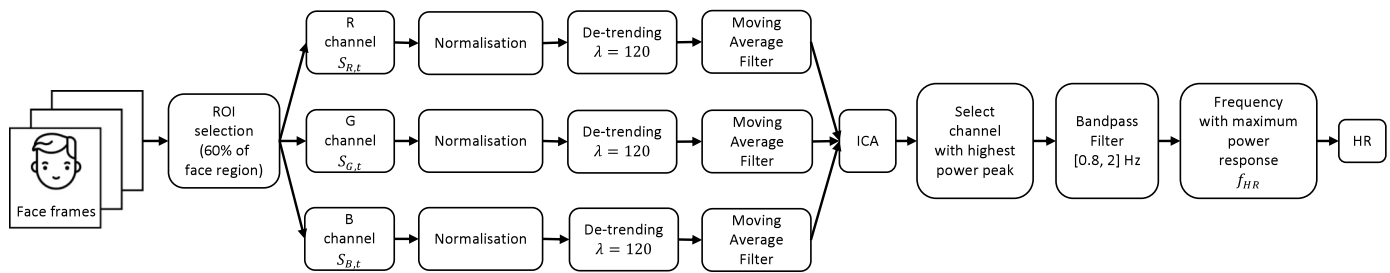 Face frames
ROI
selection
(60% of
face region)
R
channel
S_{R,t}
Normalisation
De-trending
λ = 120
Moving
Average
Filter
G
channel
S_{G,t}
Normalisation
De-trending
λ = 120
Moving
Average
Filter
B
channel
S_{B,t}
Normalisation
De-trending
λ = 120
Moving
Average
Filter
ICA
Select
channel
with highest
power peak
Bandpass
Filter
[0.8, 2] Hz
Frequency
with maximum
power
response
f_{HR}
HR